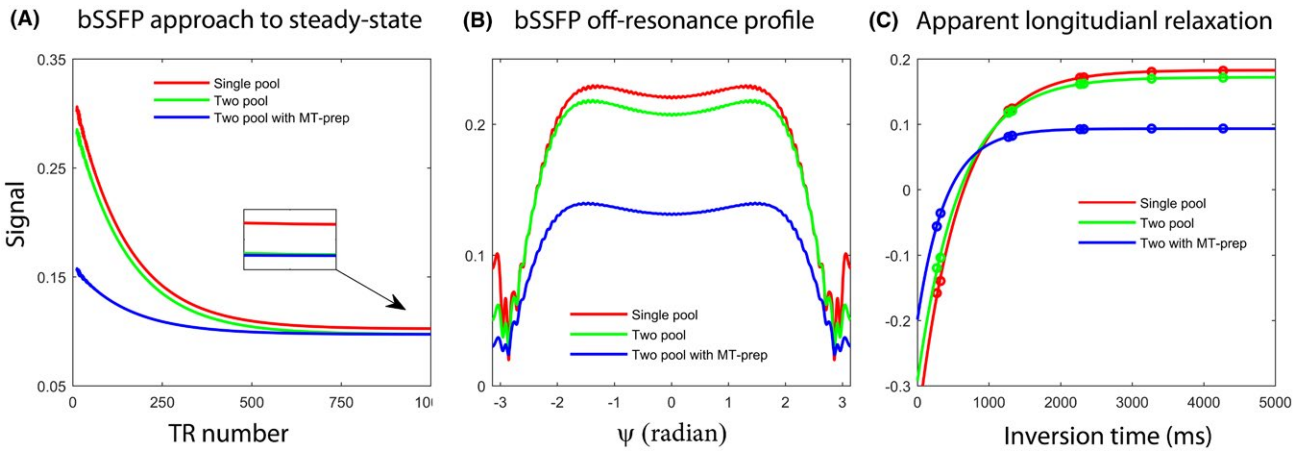 (A) bSSFP approach to steady-state
0.35
0.25
0.15
0.05
Signal
Single pool
Two pool
Two pool with MT-prep
0 250 500 750
TR number
(B) bSSFP off-resonance profile
0.2
0.1
0
Single pool
Two pool
Two pool with MT-prep
-3 -2 -1 0 1 2 3
ψ (radian)
(C) Apparent longitudianl relaxation
0.2
0.1
0
-0.1
-0.2
-0.3
Single pool
Two pool
Two with MT-prep
0 1000 2000 3000 4000 5000
Inversion time (ms)